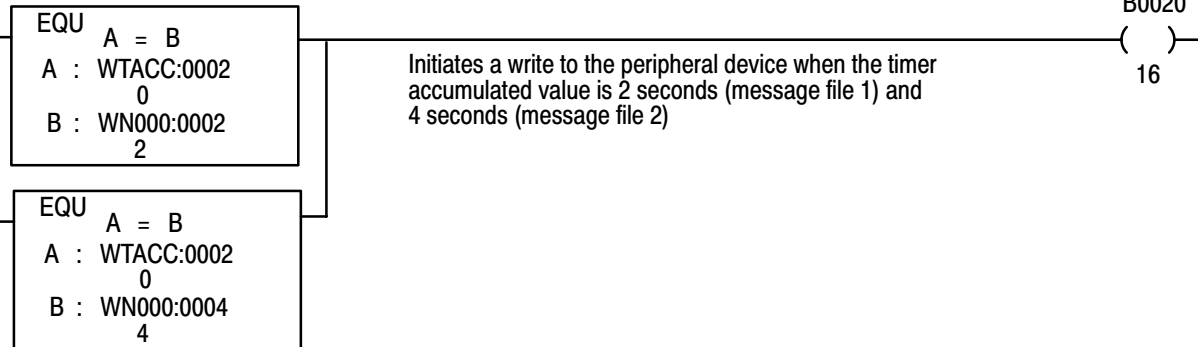 B0020
EQU
A = B
A : WTACC:0002
0
B : WN000:0002
2
Initiates a write to the peripheral device when the timer
accumulated value is 2 seconds (message file 1) and
4 seconds (message file 2)
( )
16
EQU
A = B
A : WTACC:0002
0
B : WN000:0004
4